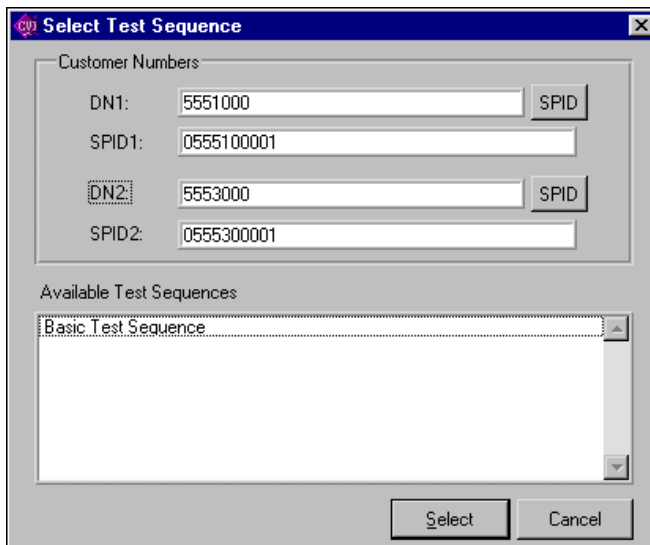 CVI Select Test Sequence
Customer Numbers
DN1: 5551000 SPID
SPID1: 0555100001
DN2: 5553000 SPID
SPID2: 0555300001
Available Test Sequences
Basic Test Sequence
Select Cancel